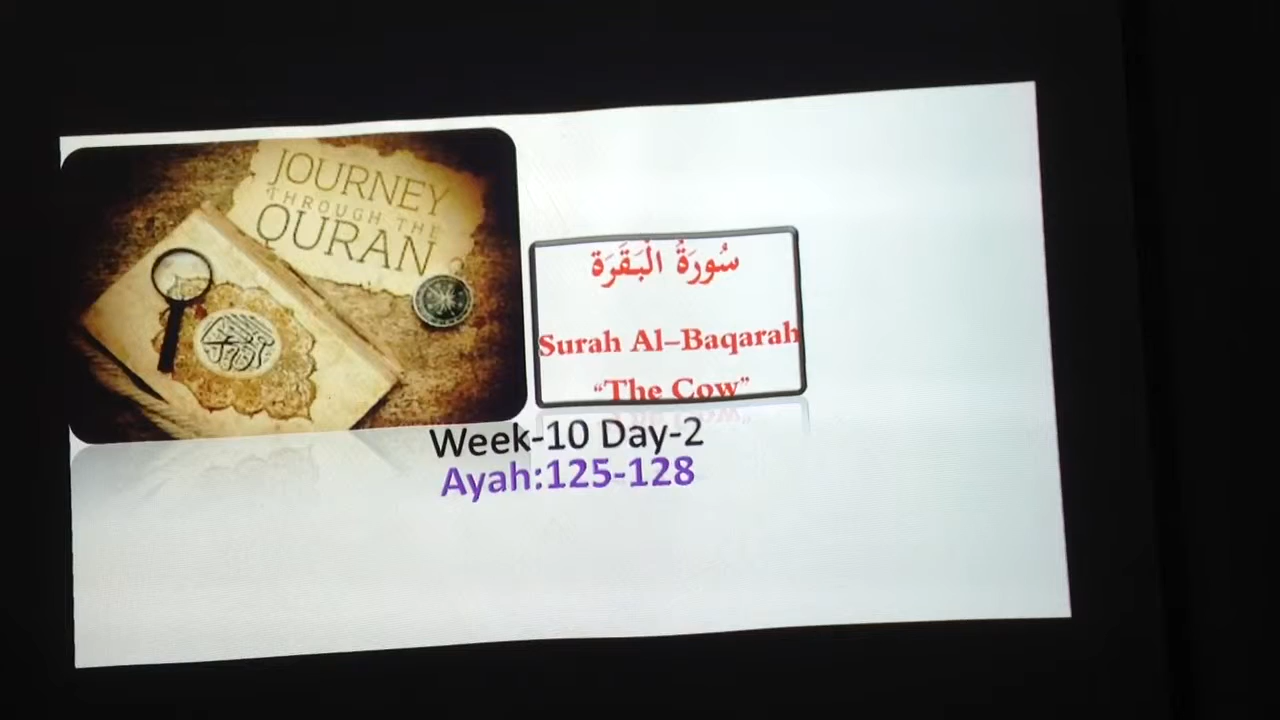 JOURNEY
THROUGH THE
QURAN
سُورَةُ الْبَقَرَة
Surah Al-Baqarah
“The Cow”
Week-10 Day-2
Ayah:125-128